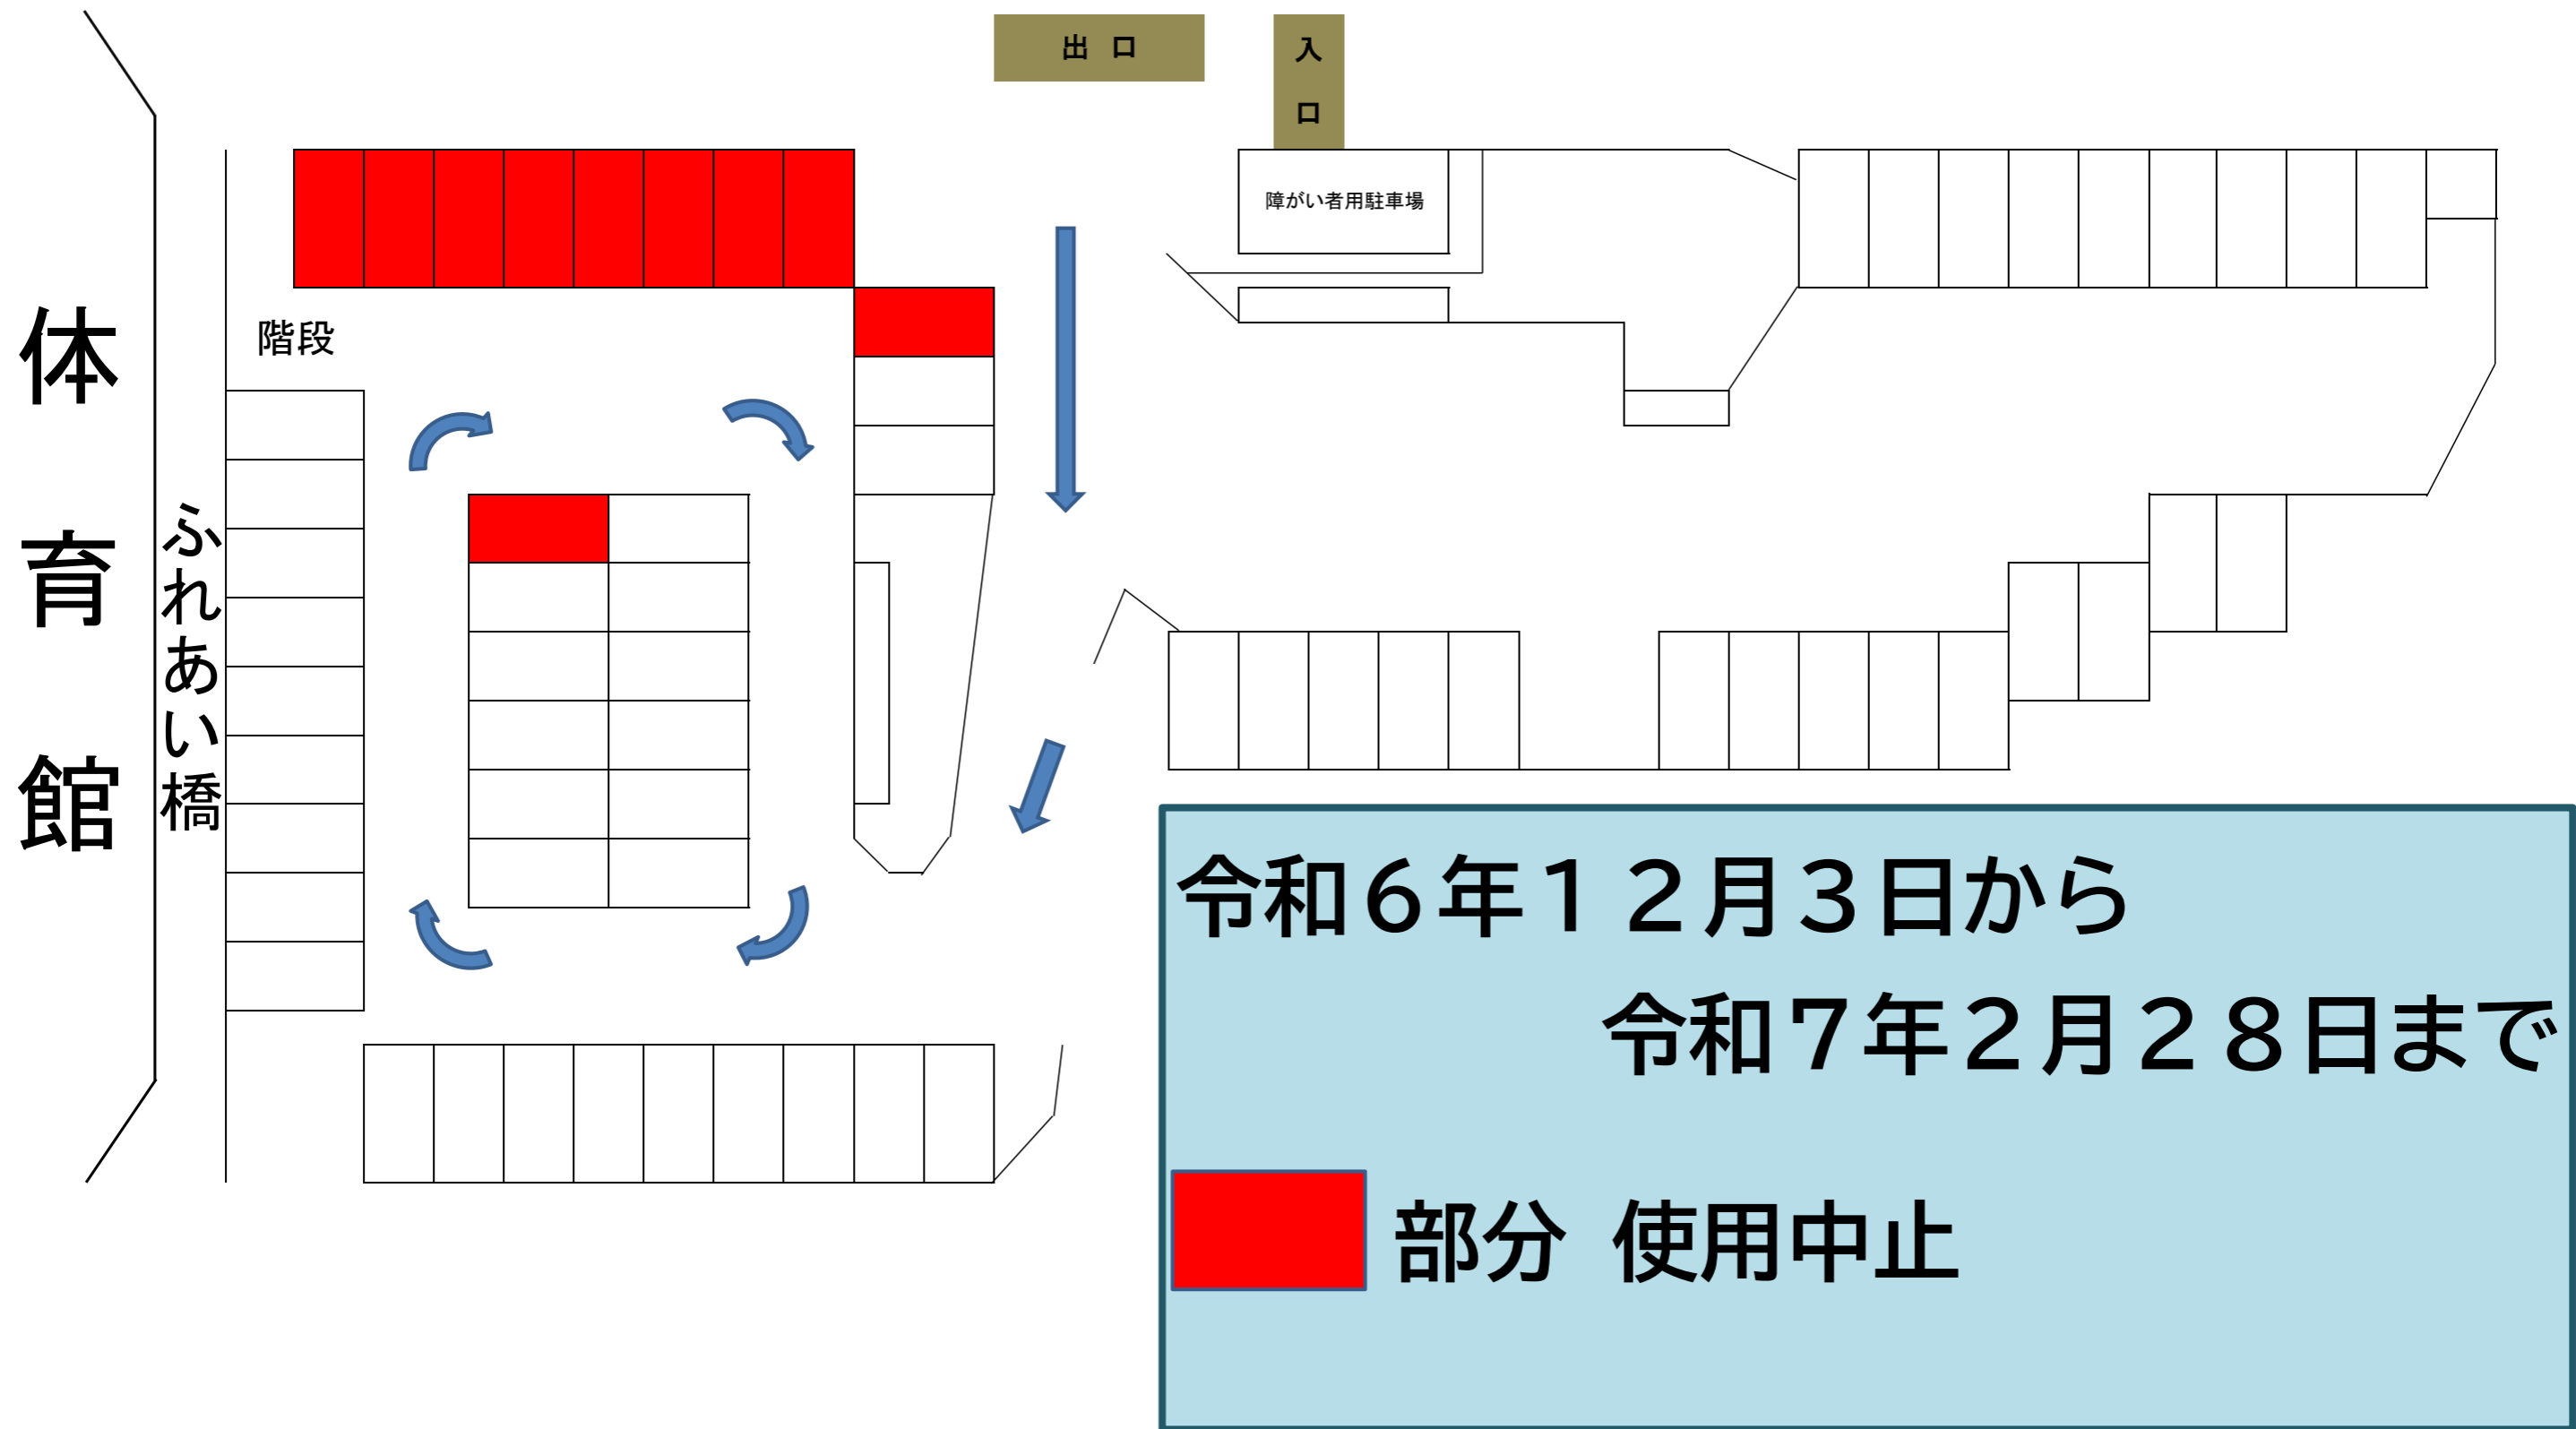 出 口
入口
障がい者用駐車場
階段
体育館
ふれあい橋
令和６年１２月３日から
令和７年２月２８日まで
部分 使用中止